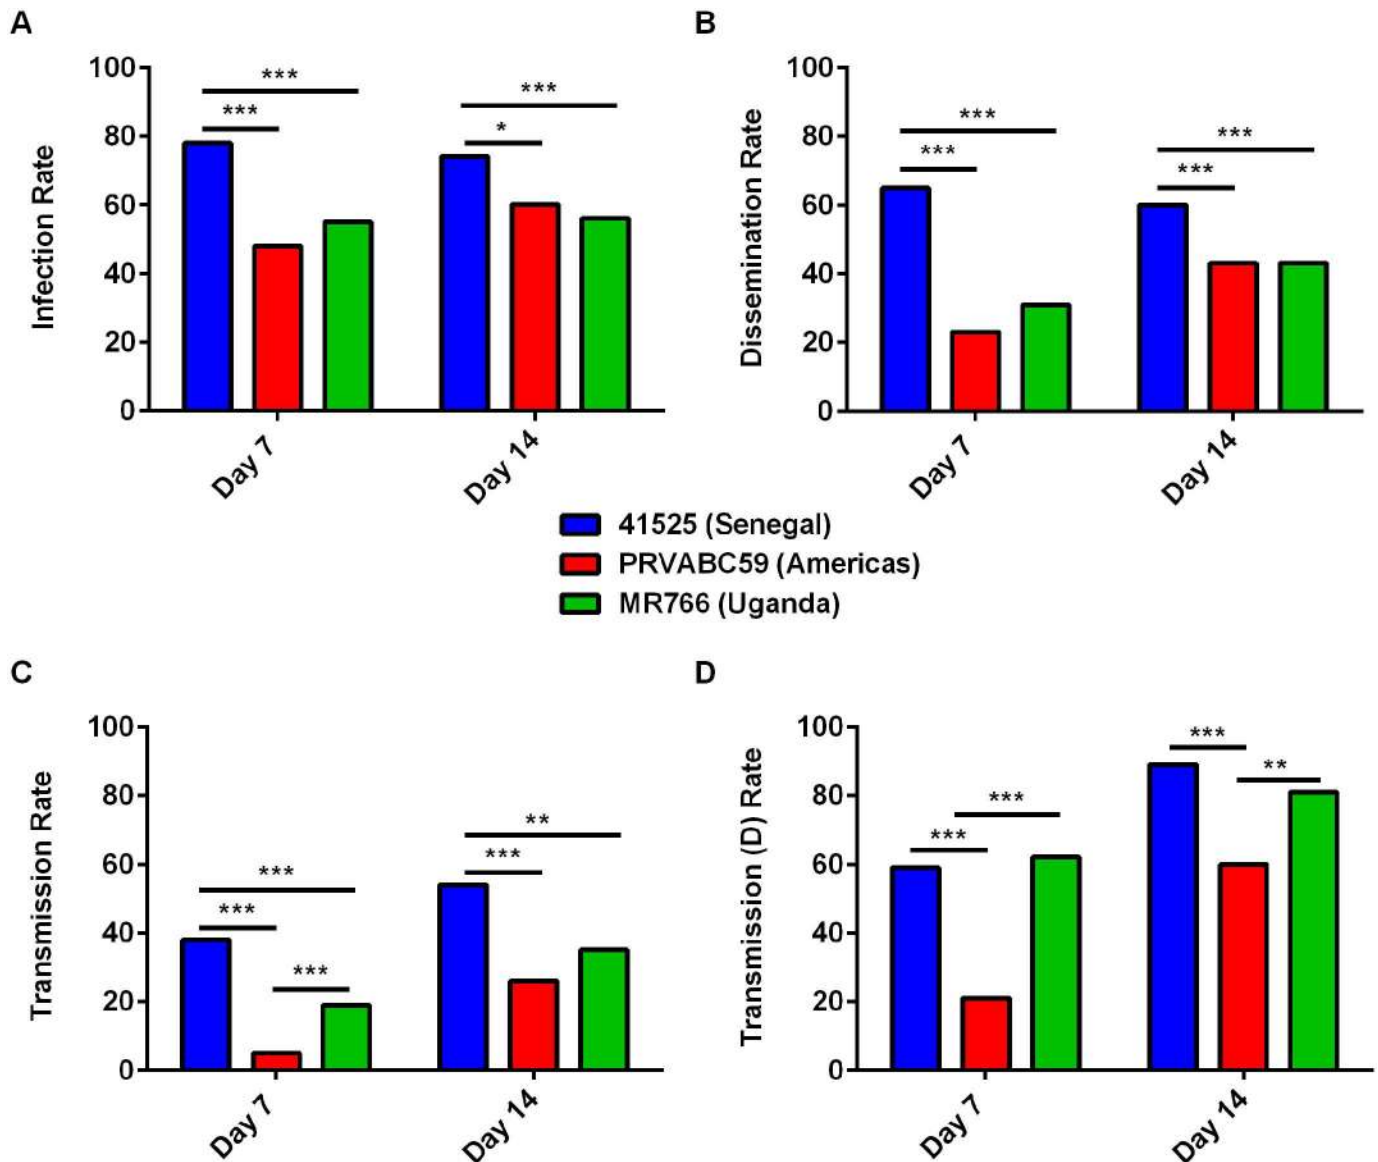 A
Infection Rate
100
80
60
40
20
0
***
***
***
*
Day 7
Day 14
B
Dissemination Rate
100
80
60
40
20
0
***
***
***
***
Day 7
Day 14
41525 (Senegal)
PRVABC59 (Americas)
MR766 (Uganda)
C
Transmission Rate
100
80
60
40
20
0
***
***
***
**
***
Day 7
Day 14
D
Transmission (D) Rate
100
80
60
40
20
0
***
***
***
**
Day 7
Day 14